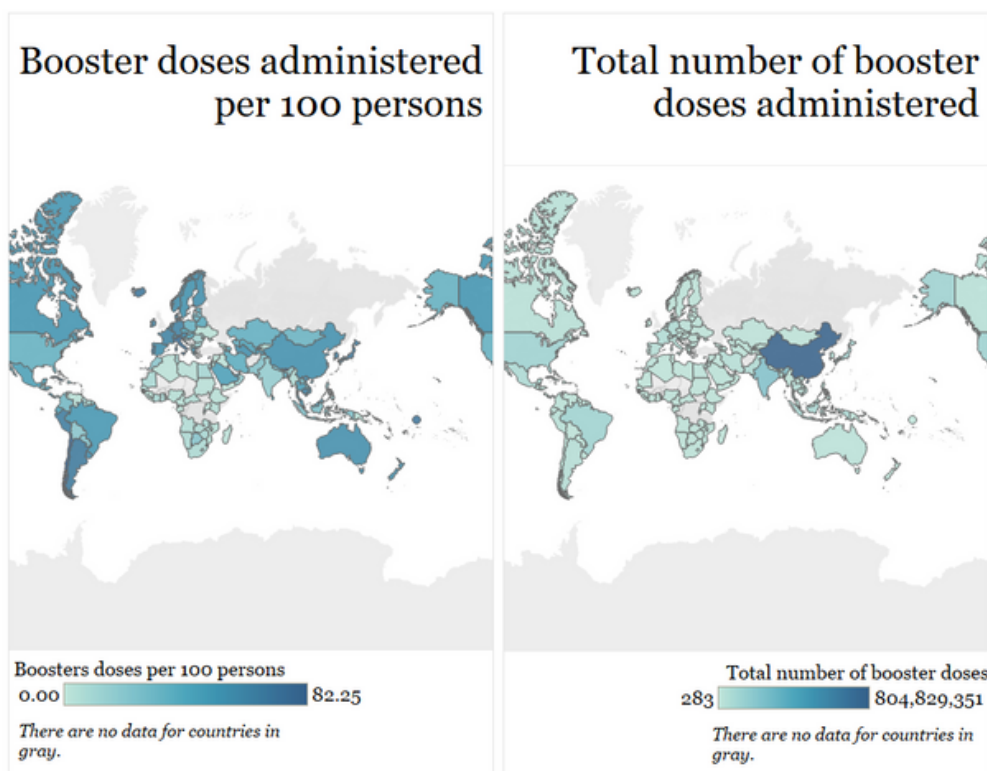 Booster doses administered
per 100 persons
Boosters doses per 100 persons
0.00 82.25
There are no data for countries in
gray.
Total number of booster
doses administered
Total number of booster doses
283 804,829,351
There are no data for countries in
gray.